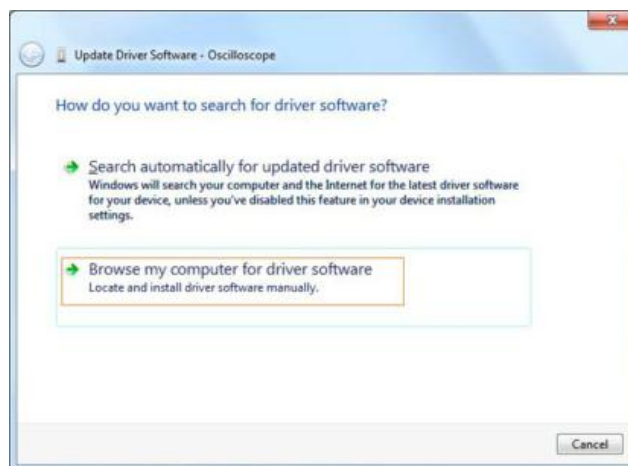 Update Driver Software - Oscilloscope
How do you want to search for driver software?
Search automatically for updated driver software
Windows will search your computer and the Internet for the latest driver software
for your device, unless you've disabled this feature in your device installation
settings.
Browse my computer for driver software
Locate and install driver software manually.
Cancel